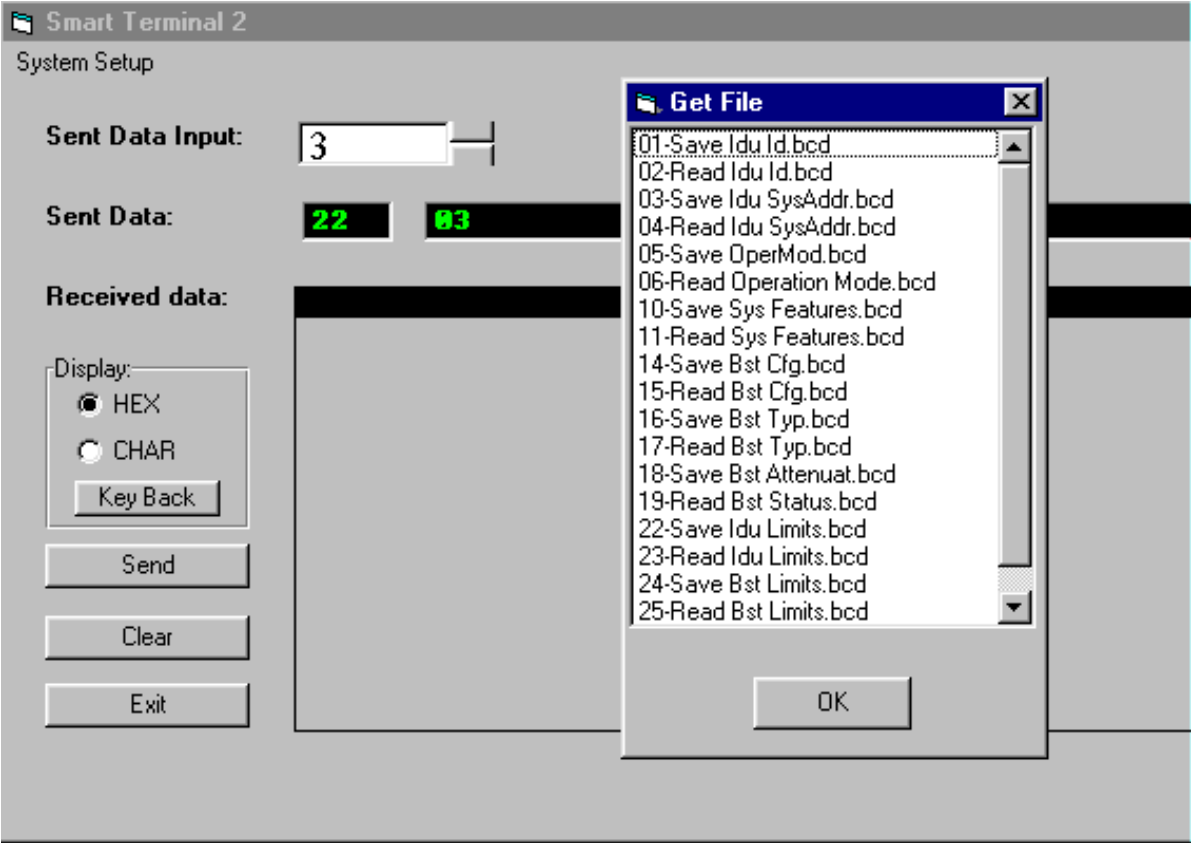 Smart Terminal 2
System Setup
Sent Data Input:
3
Sent Data:
22
03
Received data:
Display:
HEX
CHAR
Key Back
Send
Clear
Exit
Get File
01-Save Idu Id.bcd
02-Read Idu Id.bcd
03-Save Idu SysAddr.bcd
04-Read Idu SysAddr.bcd
05-Save OperMod.bcd
06-Read Operation Mode.bcd
10-Save Sys Features.bcd
11-Read Sys Features.bcd
14-Save Bst Cfg.bcd
15-Read Bst Cfg.bcd
16-Save Bst Typ.bcd
17-Read Bst Typ.bcd
18-Save Bst Attenuat.bcd
19-Read Bst Status.bcd
22-Save Idu Limits.bcd
23-Read Idu Limits.bcd
24-Save Bst Limits.bcd
25-Read Bst Limits.bcd
OK